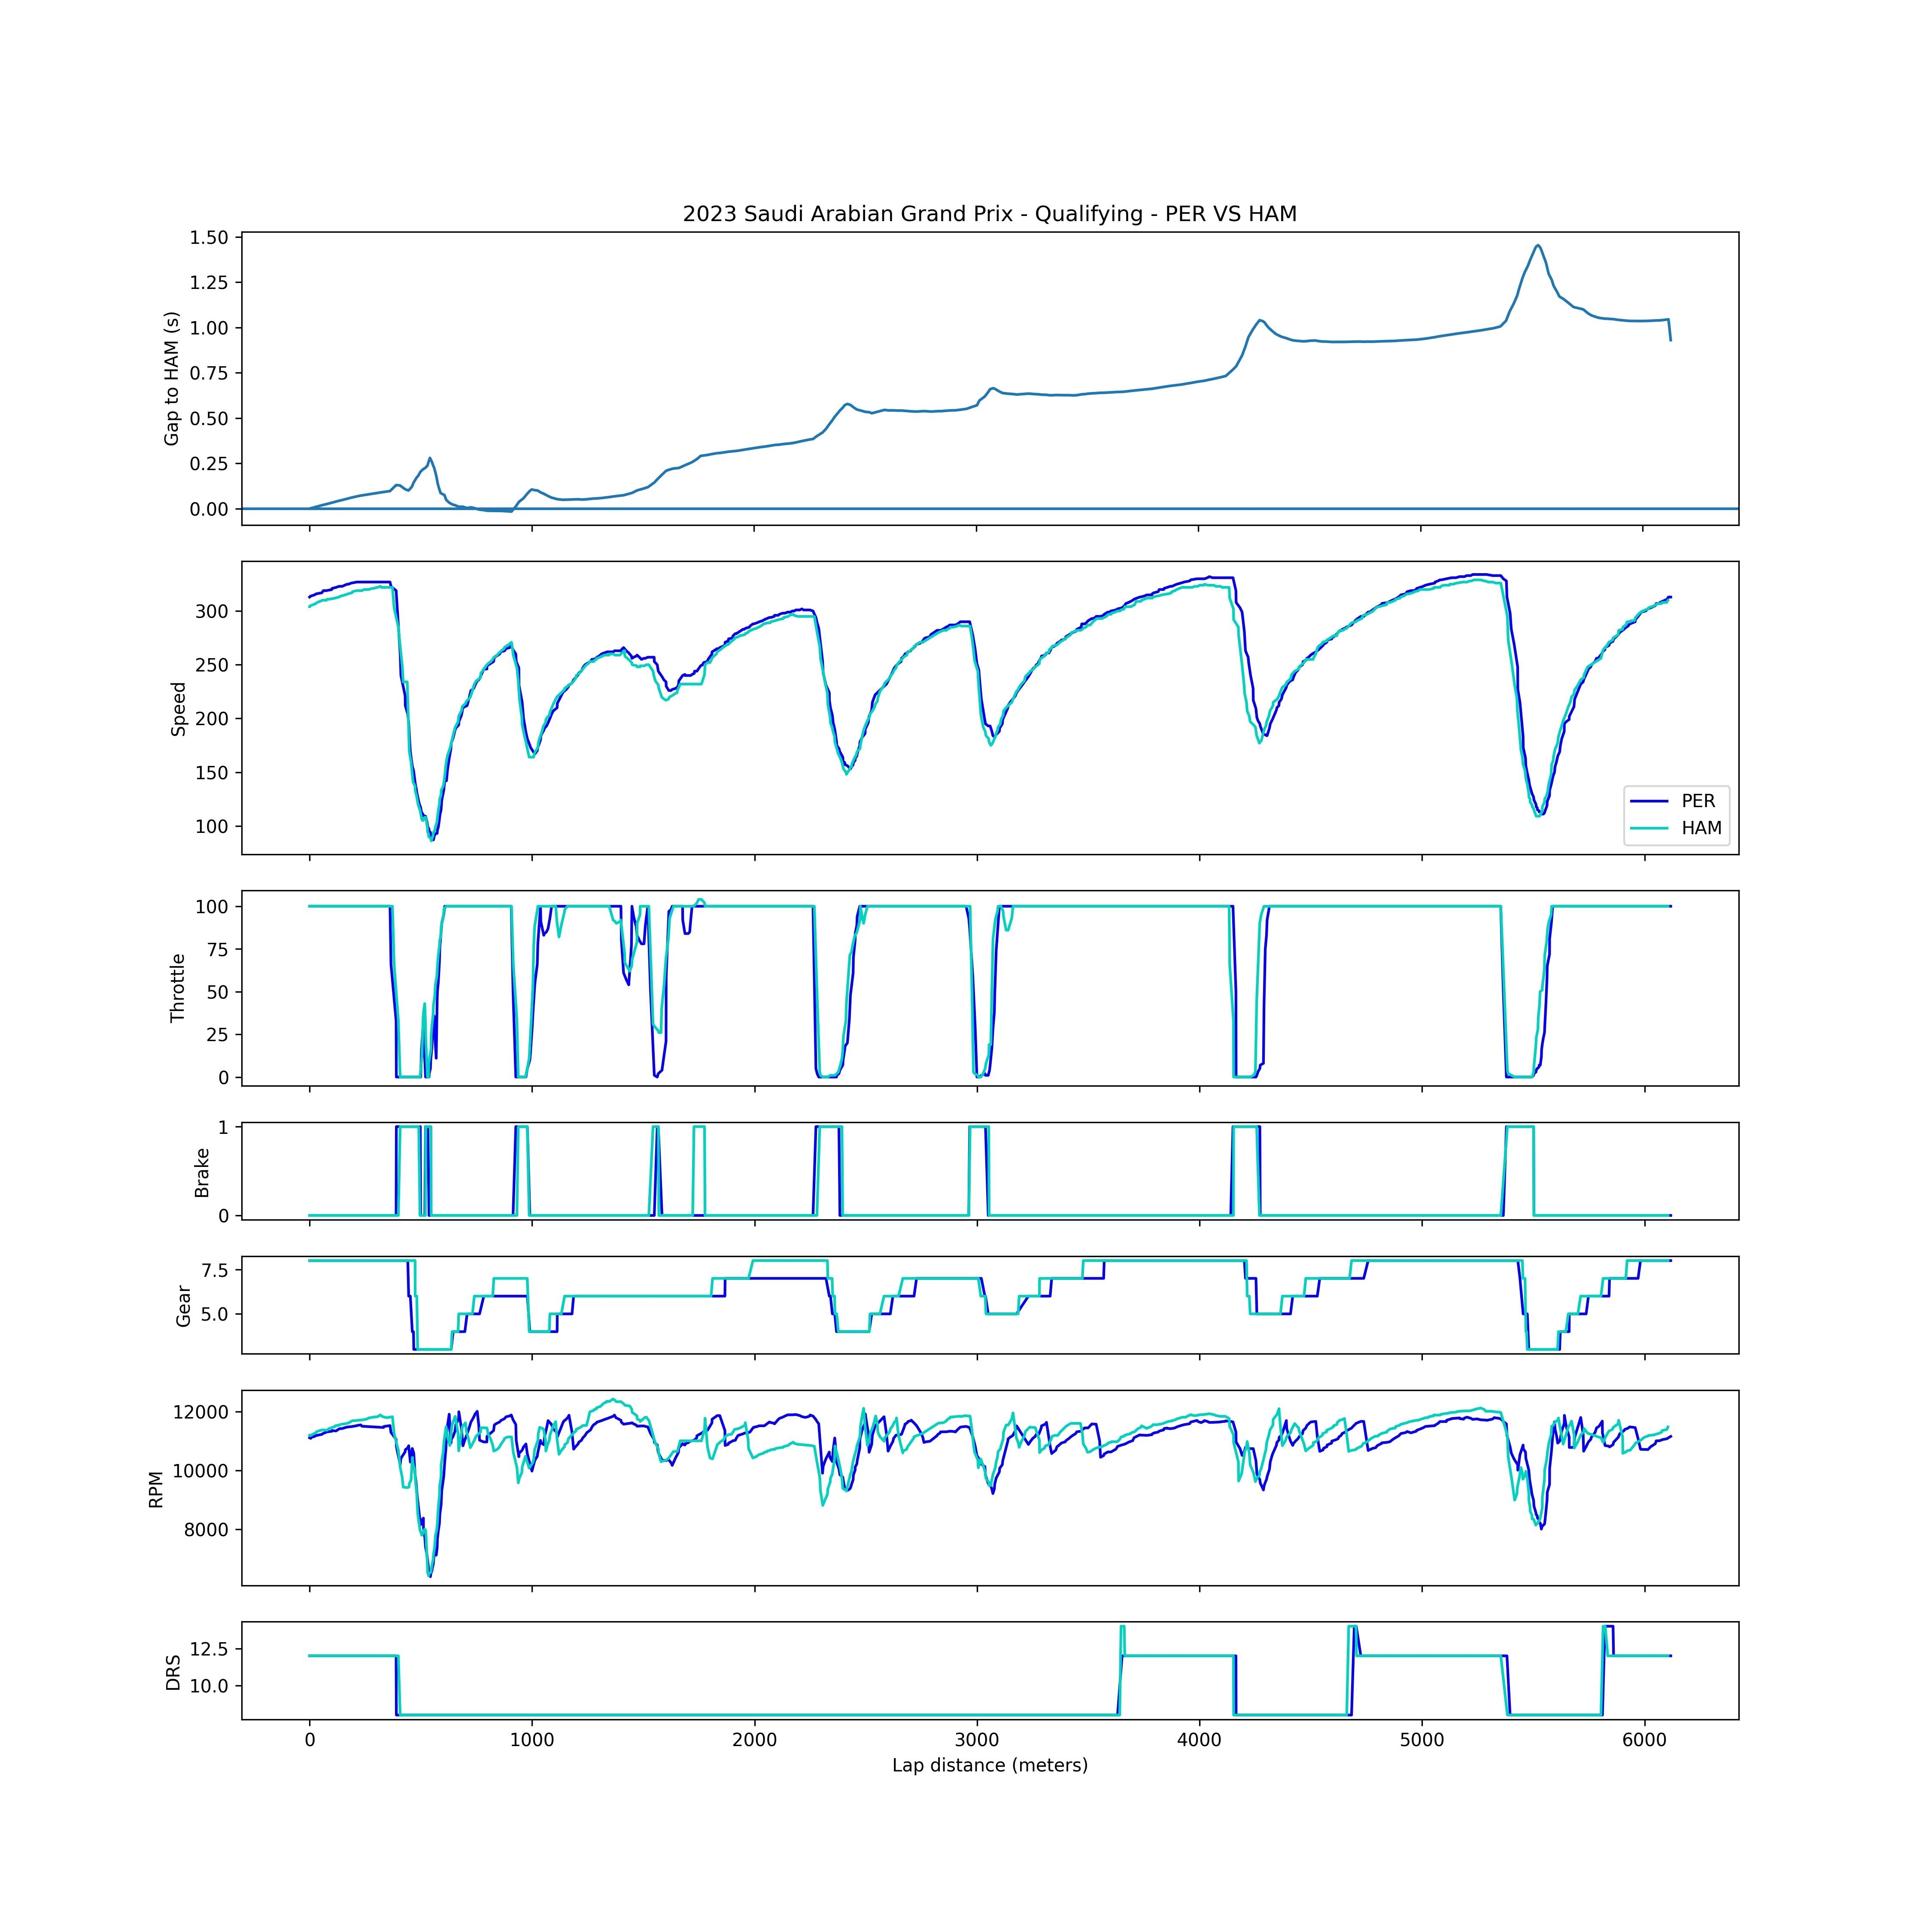 2023 Saudi Arabian Grand Prix - Qualifying - PER VS HAM
Gap to HAM (s)
1.50
1.25
1.00
0.75
0.50
0.25
0.00
Speed
300
250
200
150
100
PER
HAM
Throttle
100
75
50
25
0
Brake
1
0
Gear
7.5
5.0
RPM
12000
10000
8000
DRS
12.5
10.0
0 1000 2000 3000 4000 5000 6000
Lap distance (meters)